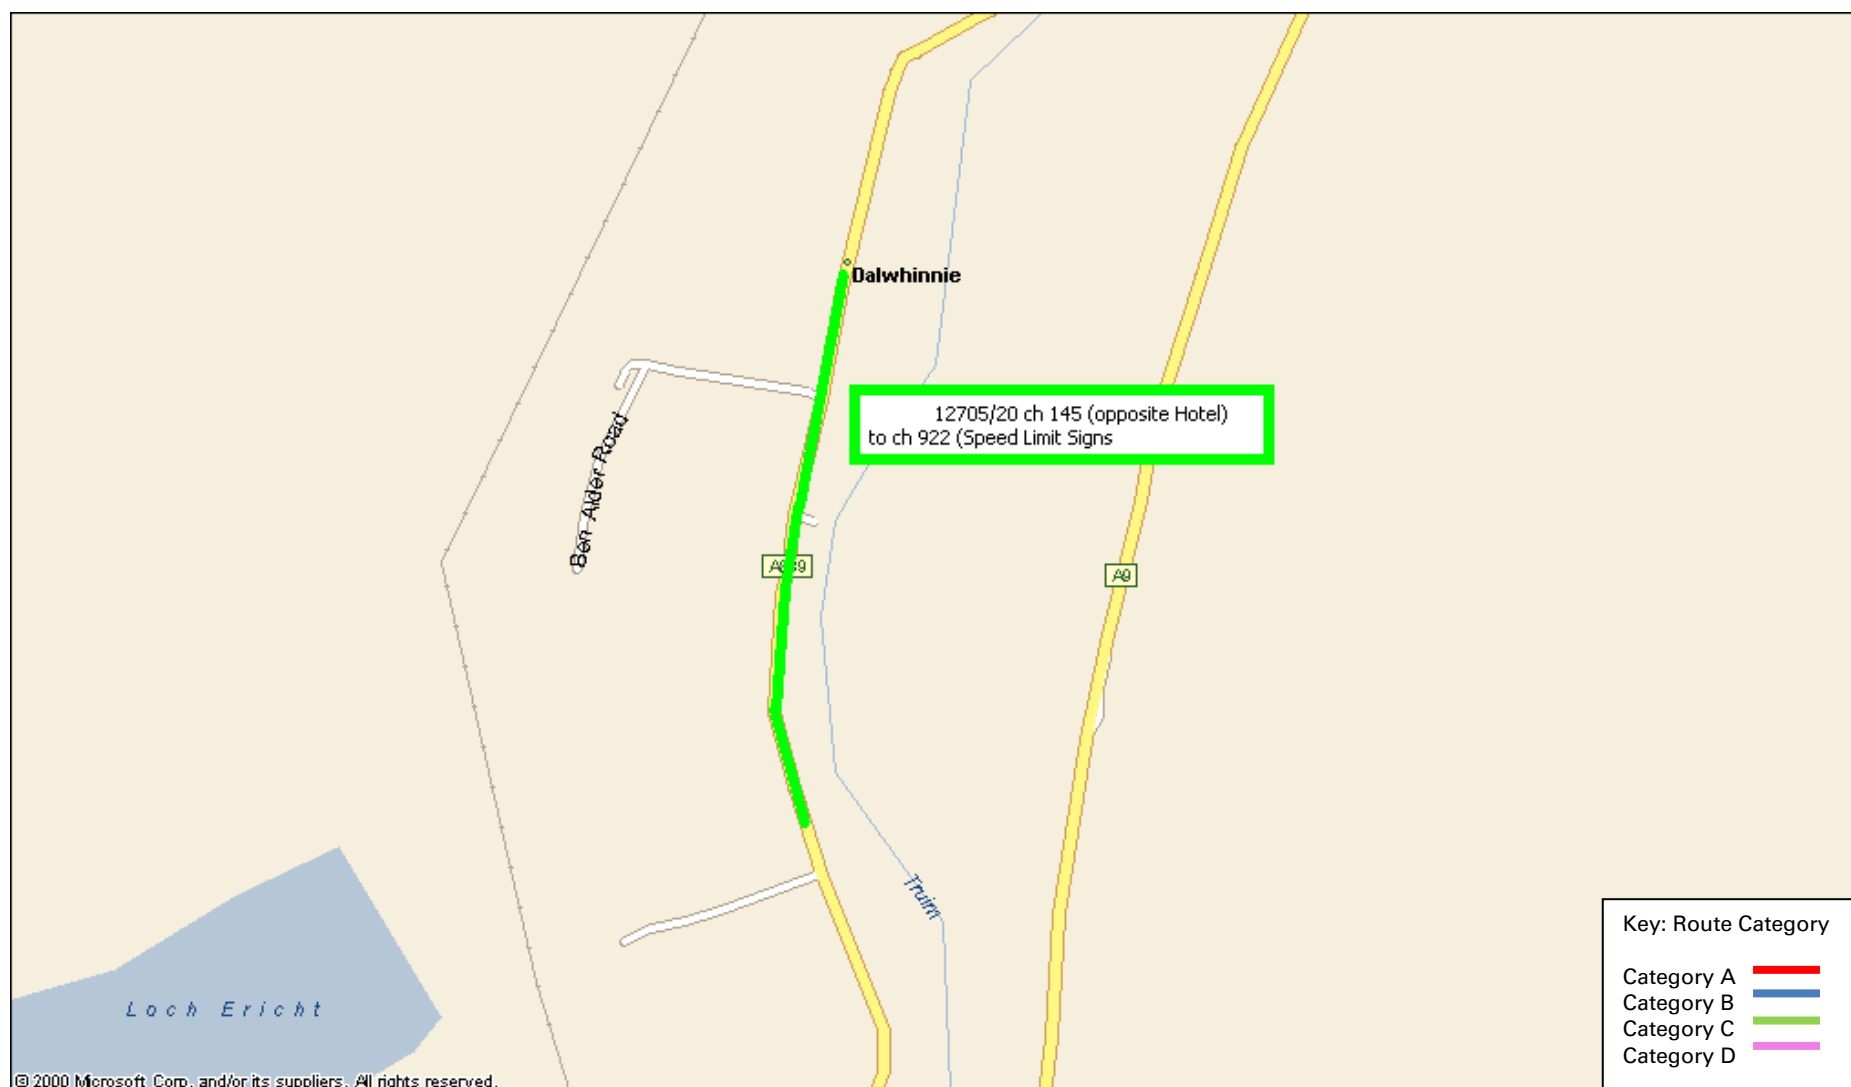 Dalwhinnie
12705/20 ch 145 (opposite Hotel)
to ch 922 (Speed Limit Signs
Ben Alder Road
A9
Truim
Loch Ericht
Key: Route Category
Category A
Category B
Category C
Category D
© 2000 Microsoft Corp. and/or its suppliers. All rights reserved.